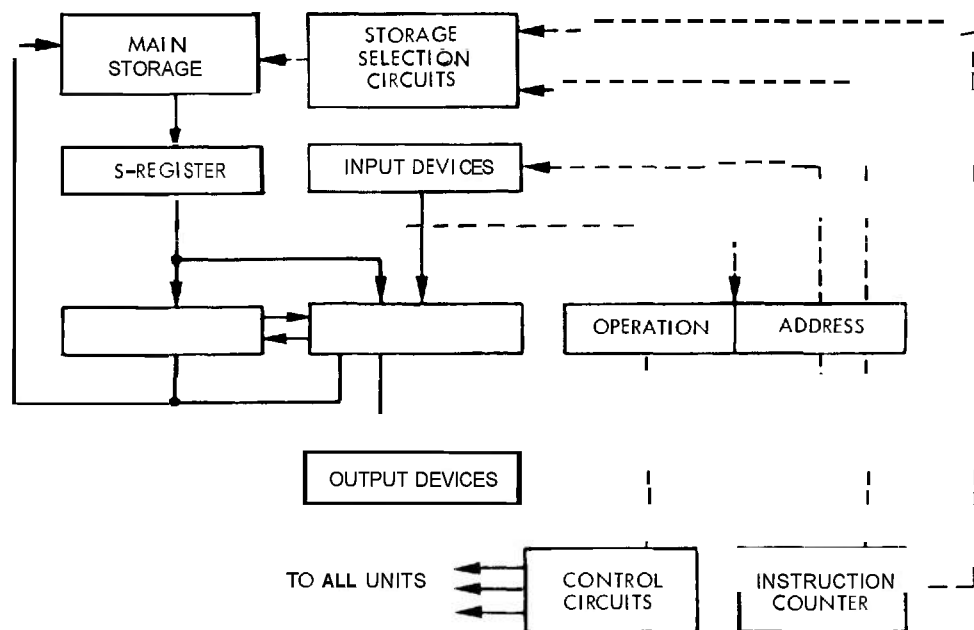 MAIN
STORAGE
STORAGE
SELECTION
CIRCUITS
S-REGISTER
INPUT DEVICES
OPERATION
ADDRESS
OUTPUT DEVICES
TO ALL UNITS
CONTROL
CIRCUITS
INSTRUCTION
COUNTER